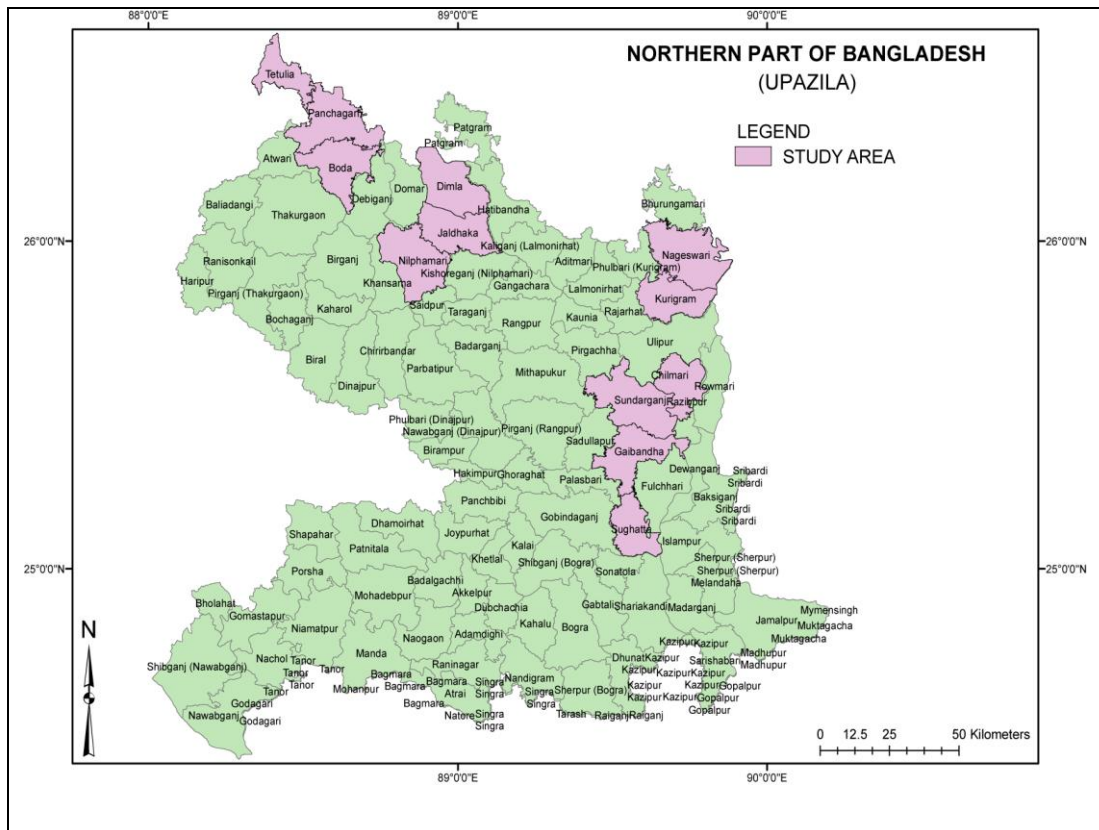 88°0'0"E
89°0'0"E
90°0'0"E
NORTHERN PART OF BANGLADESH
(UPAZILA)
LEGEND
STUDY AREA
Tetulia
Panchagarh
Patgram
Patgram
Atwari
Boda
Dimla
Debiganj
Domar
Bhurungamari
Baliadangi
Thakurgaon
Hatibandha
26°0'0"N
Jaldhaka
26°0'0"N
Kaliganj (Lalmonirhat)
Nageswari
Ranisonkail
Birganj
Nilphamari
Aditmari
Phulbari (Kurigram)
Kishoreganj (Nilphamari)
Haripur
Khansama
Gangachara
Lalmonirhat
Pirganj (Thakurgaon)
Kurigram
Saidpur
Kaharol
Taraganj
Rajarhat
Bochaganj
Rangpur
Kaunia
Ulipur
Badarganj
Biral
Chirirbandar
Pirgachha
Parbatipur
Mithapukur
Chilmari
Dinajpur
Rowmari
Sundarganj
Razibpur
Phulbari (Dinajpur)
Nawabganj (Dinajpur)
Pirganj (Rangpur)
Sadullapur
Birampur
Gaibandha
Hakimpur
Ghoraghat
Palasbari
Dewanganj
Sribardi
Fulchhari
Sribardi
Panchbibi
Baksiganj
Sribardi
Dhamoirhat
Gobindaganj
Sribardi
Shapahar
Joypurhat
Sughatta
Patnitala
Kalai
Islampur
Khetlal
Shibganj (Bogra)
Sherpur (Sherpur)
25°0'0"N
Porsha
Sonatola
Sherpur (Sherpur)
25°0'0"N
Badalgachhi
Melandaha
Mohadebpur
Akkelpur
Bholahat
Dubchachia
Gabtali
Shariakandi
Madarganj
Mymensingh
Gomastapur
Kahalu
Jamalpur
Muktagacha
Niamatpur
Naogaon
Adamdighi
Bogra
Muktagacha
Kazipur
Kazipur
Manda
Madhupur
Shibganj (Nawabganj)
Nachol
Tanor
Raninagar
Dhunat
Kazipur
Sarishabari
Madhupur
Tanor
Tanor
Bagmara
Nandigram
Kazipur
Kazipur
Kazipur
Tanor
Tanor
Mohanpur
Bagmara
Bagmara
Atrai
Singra
Singra
Singra
Sherpur (Bogra)
Kazipur
Kazipur
Gopalpur
Godagari
Bagmara
Singra
Kazipur
Kazipur
Gopalpur
Nawabganj
Godagari
Natore
Singra
Singra
Tarash
Raiganj
Raiganj
Gopalpur
N
0 12.5 25 50 Kilometers
89°0'0"E
90°0'0"E